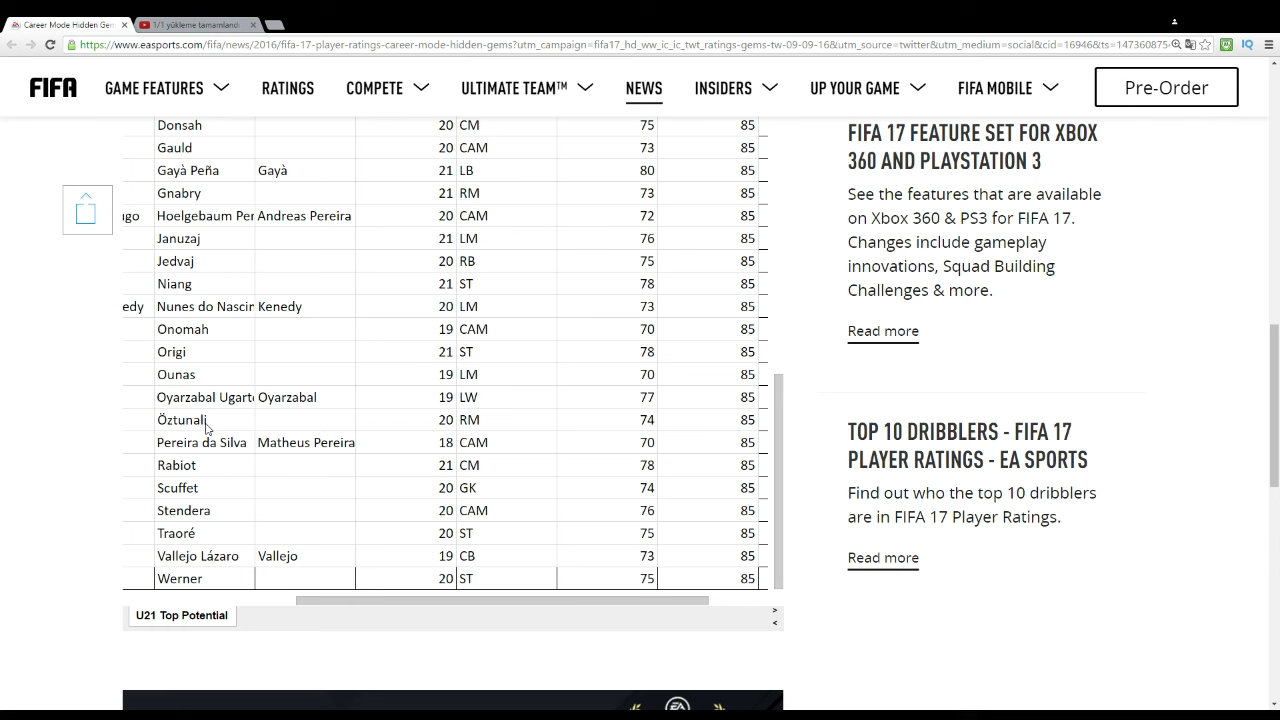 Career Mode Hidden Gem
1/1 yükleme tamamlandı
https://www.easports.com/fifa/news/2016/fifa-17-player-ratings-career-mode-hidden-gems?utm_campaign=fifa17_hd_ww_ic_ic_twt_ratings-gems-tw-09-09-16&utm_source=twitter&utm_medium=social&cid=16946&ts=147360875
FIFA GAME FEATURES RATINGS COMPETE ULTIMATE TEAM™ NEWS INSIDERS UP YOUR GAME FIFA MOBILE Pre-Order
Donsah 20 CM 75 85
Gauld 20 CAM 73 85
Gayà Peña Gayà 21 LB 80 85
Gnabry 21 RM 73 85
ugo Hoelgebaum Per Andreas Pereira 20 CAM 72 85
Januzaj 21 LM 76 85
Jedvaj 20 RB 75 85
Niang 21 ST 78 85
edy Nunes do Nascin Kenedy 20 LM 73 85
Onomah 19 CAM 70 85
Origi 21 ST 78 85
Ounas 19 LM 70 85
Oyarzabal Ugarte Oyarzabal 19 LW 77 85
Öztunali 20 RM 74 85
Pereira da Silva Matheus Pereira 18 CAM 70 85
Rabiot 21 CM 78 85
Scuffet 20 GK 74 85
Stendera 20 CAM 76 85
Traoré 20 ST 75 85
Vallejo Lázaro Vallejo 19 CB 73 85
Werner 20 ST 75 85
U21 Top Potential
FIFA 17 FEATURE SET FOR XBOX
360 AND PLAYSTATION 3
See the features that are available
on Xbox 360 & PS3 for FIFA 17.
Changes include gameplay
innovations, Squad Building
Challenges & more.
Read more
TOP 10 DRIBBLERS - FIFA 17
PLAYER RATINGS - EA SPORTS
Find out who the top 10 dribblers
are in FIFA 17 Player Ratings.
Read more
EA